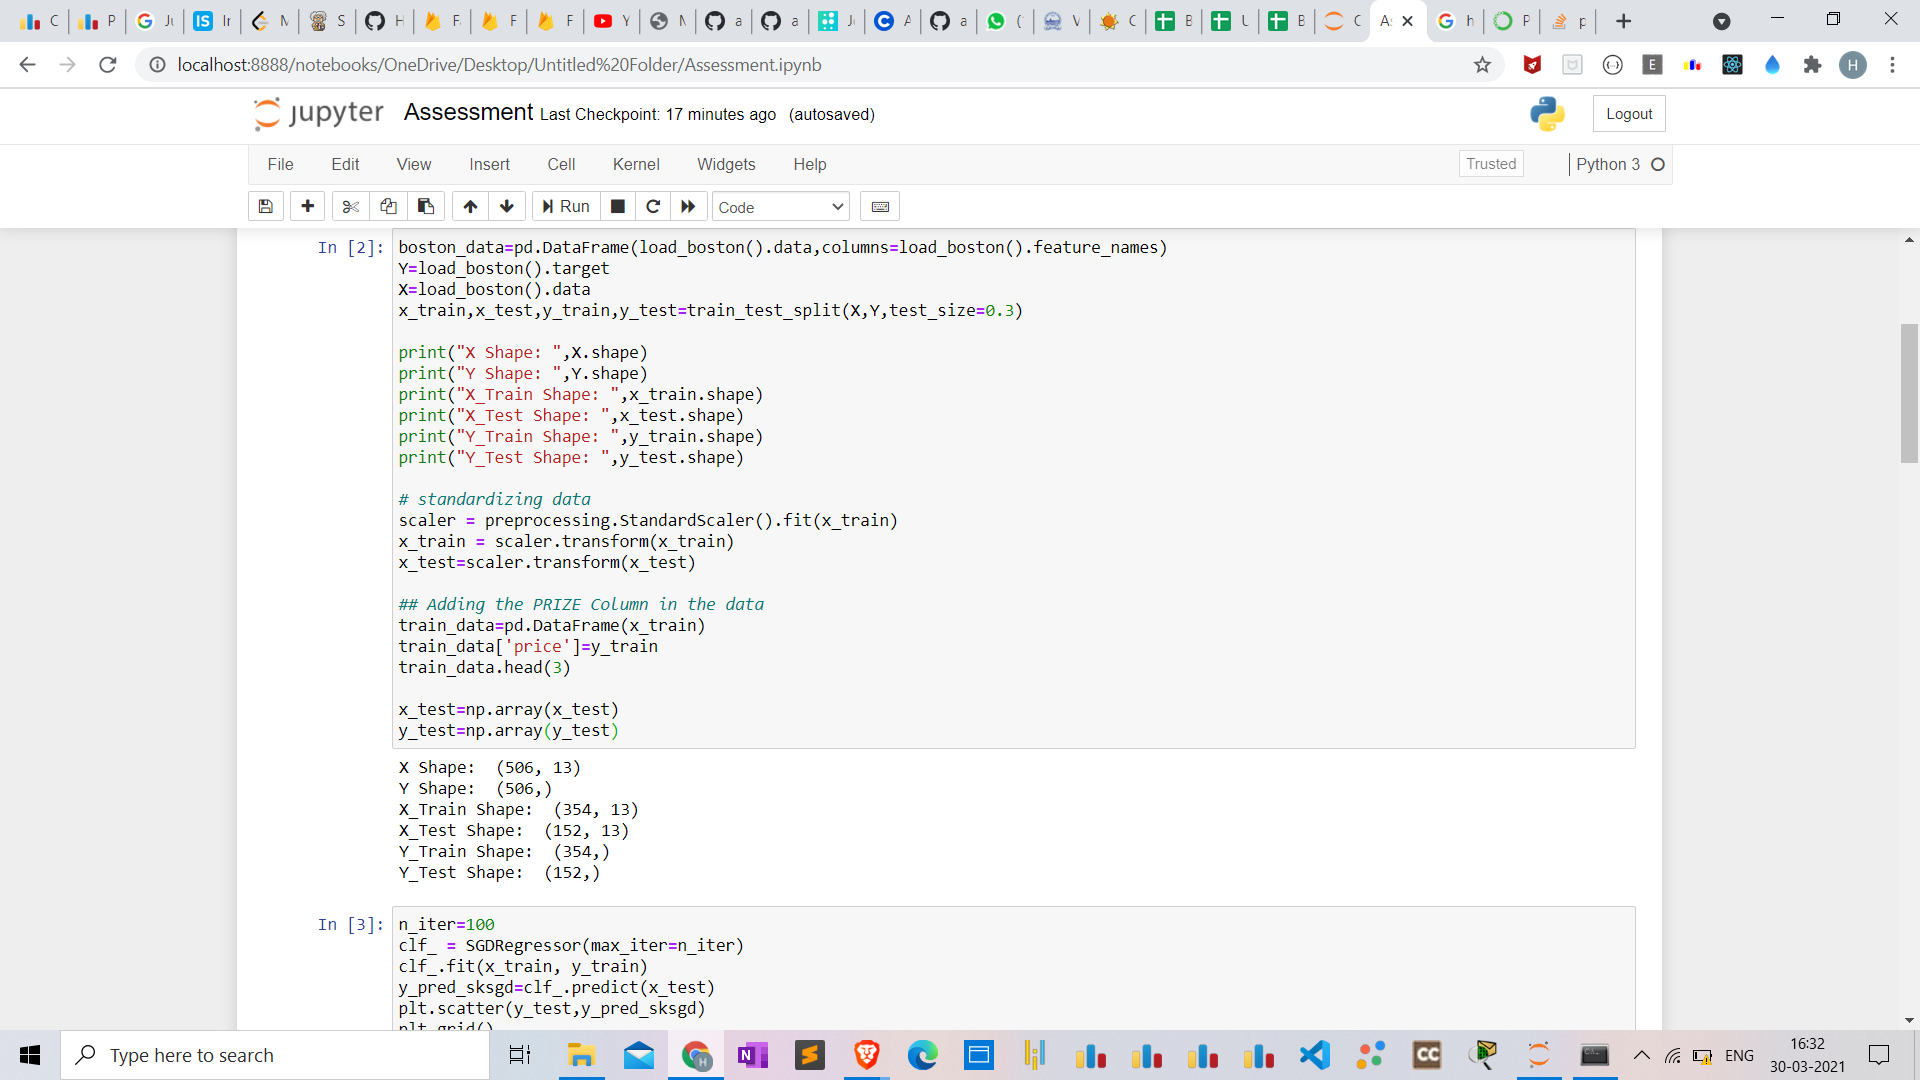 localhost:8888/notebooks/OneDrive/Desktop/Untitled%20Folder/Assessment.ipynb
jupyter Assessment Last Checkpoint: 17 minutes ago (autosaved)
Logout
File Edit View Insert Cell Kernel Widgets Help
Trusted
Python 3
Run
Code
In [2]:
boston_data=pd.DataFrame(load_boston().data,columns=load_boston().feature_names)
Y=load_boston().target
X=load_boston().data
x_train,x_test,y_train,y_test=train_test_split(X,Y,test_size=0.3)
print("X Shape: ",X.shape)
print("Y Shape: ",Y.shape)
print("X_Train Shape: ",x_train.shape)
print("X_Test Shape: ",x_test.shape)
print("Y_Train Shape: ",y_train.shape)
print("Y_Test Shape: ",y_test.shape)
# standardizing data
scaler = preprocessing.StandardScaler().fit(x_train)
x_train = scaler.transform(x_train)
x_test=scaler.transform(x_test)
## Adding the PRIZE Column in the data
train_data=pd.DataFrame(x_train)
train_data['price']=y_train
train_data.head(3)
x_test=np.array(x_test)
y_test=np.array(y_test)
X Shape:  (506, 13)
Y Shape:  (506,)
X_Train Shape:  (354, 13)
X_Test Shape:  (152, 13)
Y_Train Shape:  (354,)
Y_Test Shape:  (152,)
In [3]:
n_iter=100
clf_ = SGDRegressor(max_iter=n_iter)
clf_.fit(x_train, y_train)
y_pred_sksgd=clf_.predict(x_test)
plt.scatter(y_test,y_pred_sksgd)
plt.grid()
Type here to search
ENG
16:32
30-03-2021